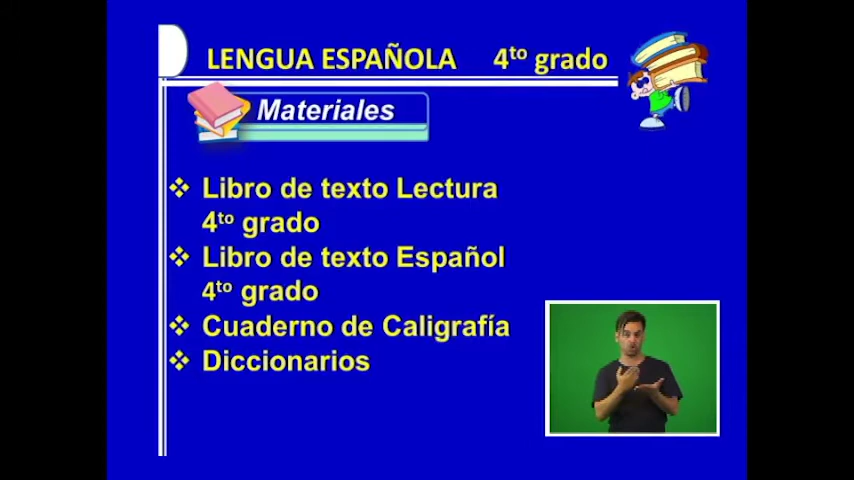 LENGUA ESPAÑOLA 4to grado
Materiales
❖ Libro de texto Lectura
4to grado
❖ Libro de texto Español
4to grado
❖ Cuaderno de Caligrafía
❖ Diccionarios